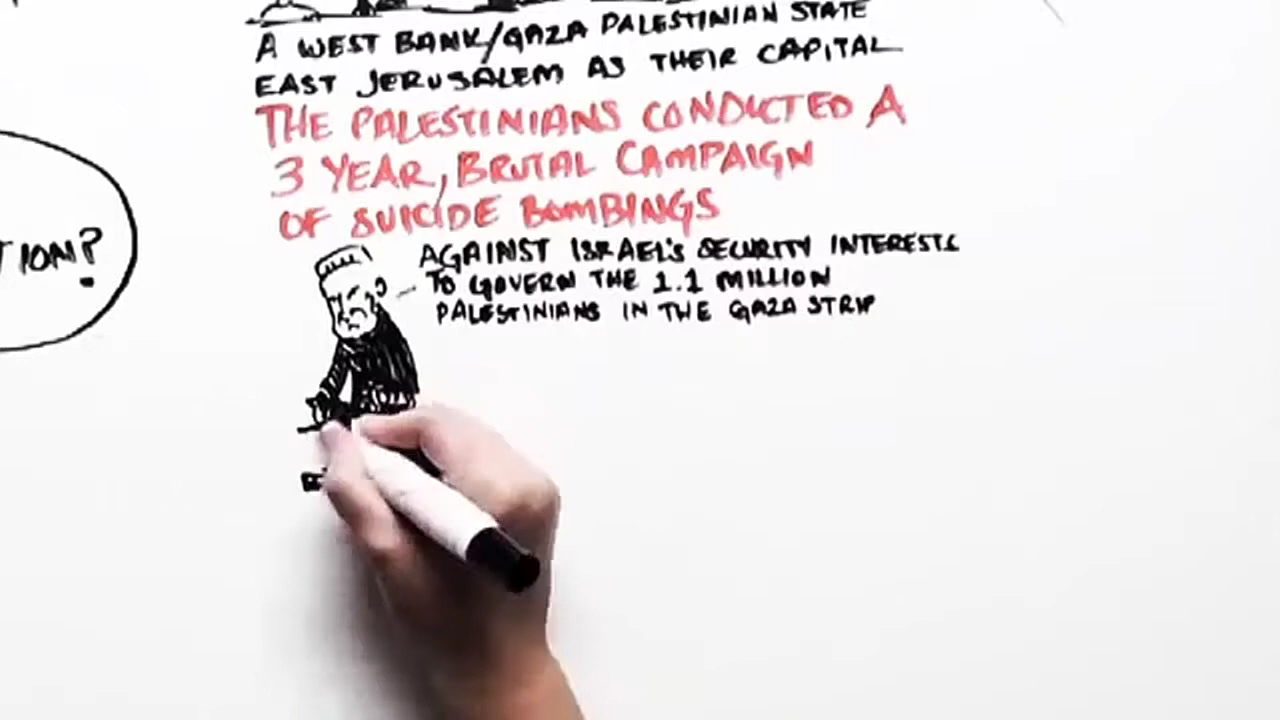 A WEST BANK/GAZA PALESTINIAN STATE
EAST JERUSALEM AS THEIR CAPITAL
THE PALESTINIANS CONDUCTED A
3 YEAR, BRUTAL CAMPAIGN
OF SUICIDE BOMBINGS
AGAINST ISRAEL'S SECURITY INTERESTS
TO GOVERN THE 1.1 MILLION
PALESTINIANS IN THE GAZA STRIP